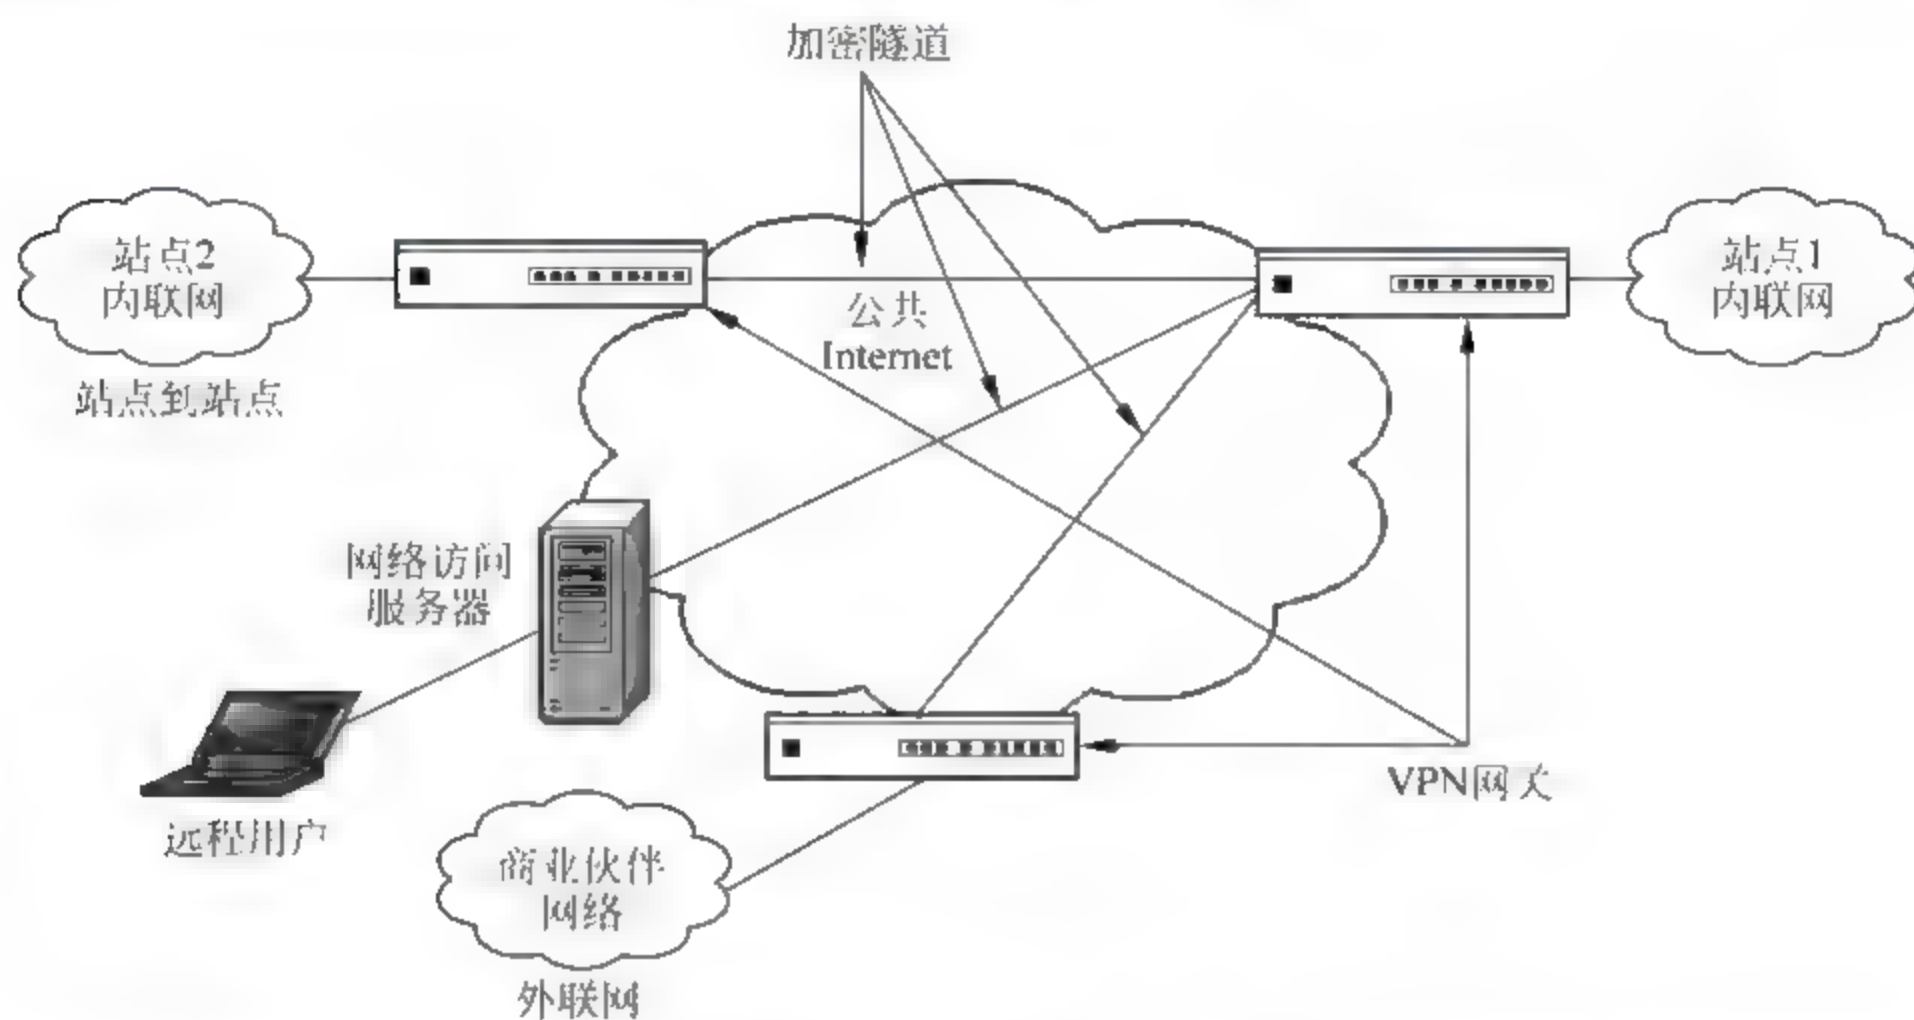 加密隧道
站点2
内联网
站点到站点
公共
Internet
站点1
内联网
网络访问
服务器
远程用户
VPN网关
商业伙伴
网络
外联网